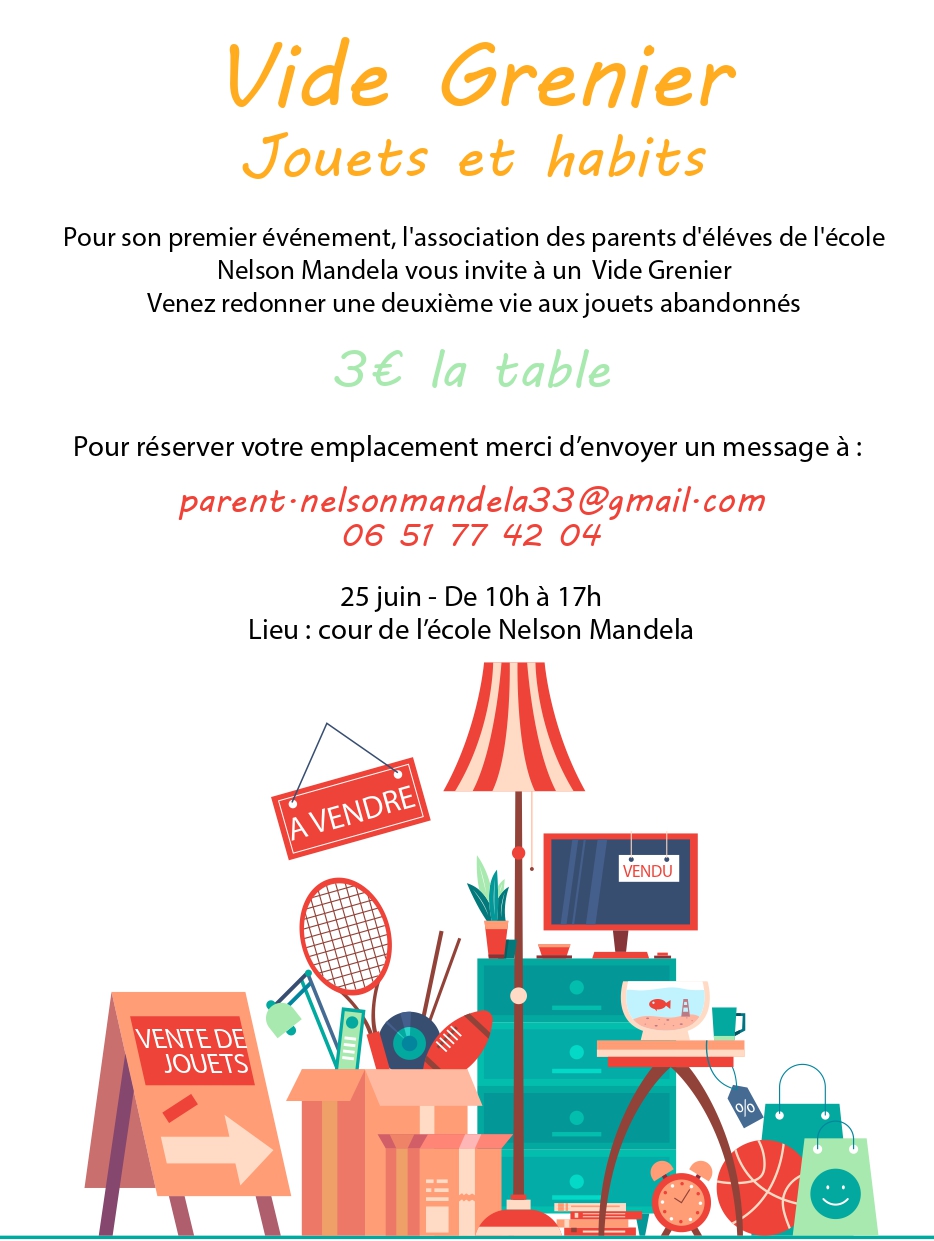 Vide Grenier
Jouets et habits
Pour son premier événement, l'association des parents d'éléves de l'école
Nelson Mandela vous invite à un Vide Grenier
Venez redonner une deuxième vie aux jouets abandonnés
3€ la table
Pour réserver votre emplacement merci d’envoyer un message à :
parent.nelsonmandela33@gmail.com
06 51 77 42 04
25 juin - De 10h à 17h
Lieu : cour de l’école Nelson Mandela
A VENDRE
VENDU
VENTE DE
JOUETS
%